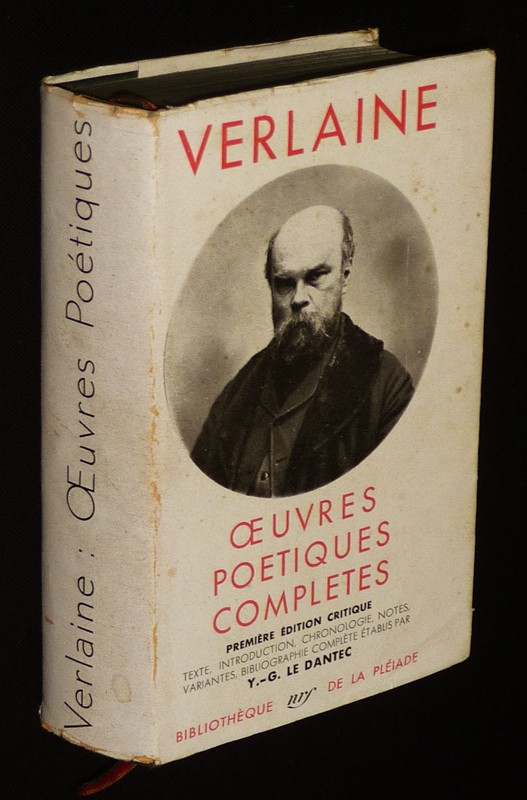 Verlaine : Œuvres Poétiques
VERLAINE
ŒUVRES
POETIQUES
COMPLETES
PREMIÈRE ÉDITION CRITIQUE
TEXTE, INTRODUCTION, CHRONOLOGIE, NOTES,
VARIANTES, BIBLIOGRAPHIE COMPLÈTE ÉTABLIS PAR
Y.-G. LE DANTEC
BIBLIOTHÈQUE nrf DE LA PLÉIADE